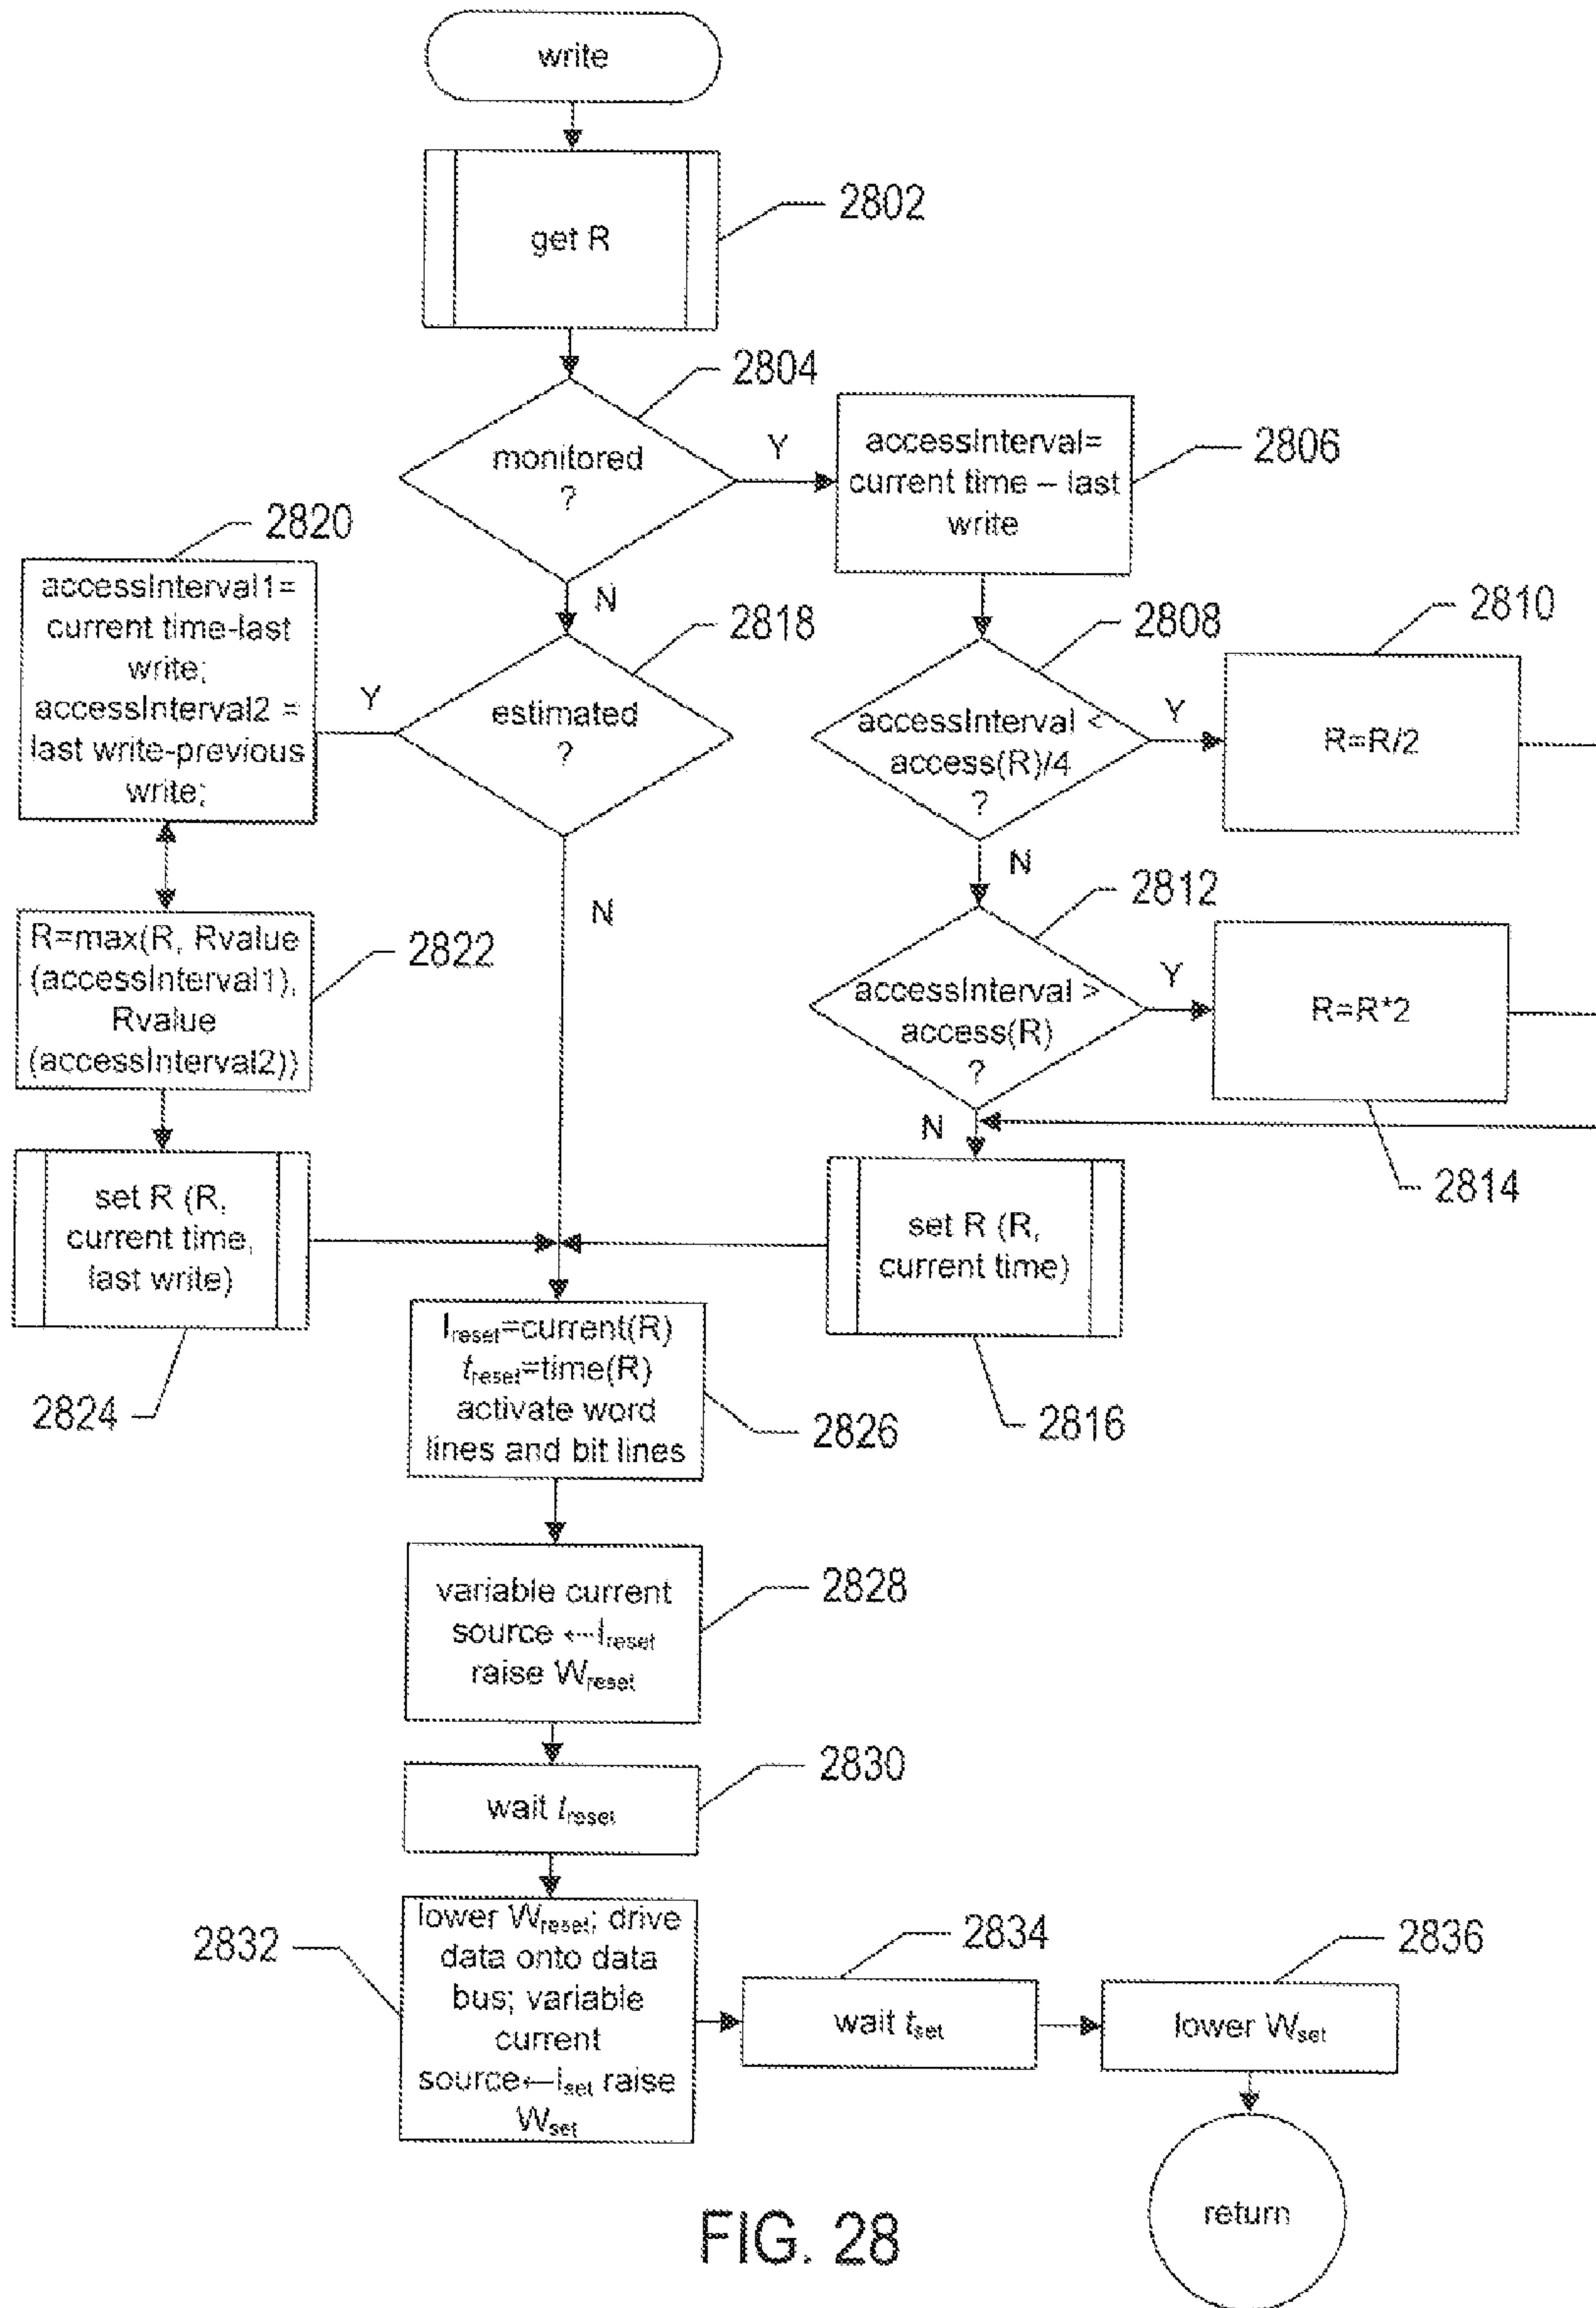 write
get R
2802
2804
monitored
?
Y
accessInterval=
current time – last
write
2806
N
2820
accessInterval1=
current time-last
write;
accessInterval2 =
last write-previous
write;
Y
2818
estimated
?
N
2808
accessInterval <
access(R)/4
?
Y
2810
R=R/2
N
2822
R=max(R, Rvalue
(accessInterval1),
Rvalue
(accessInterval2))
2812
accessInterval >
access(R)
?
Y
R=R*2
2814
N
set R (R,
current time,
last write)
2824
set R (R,
current time)
2816
Ireset=current(R)
treset=time(R)
activate word
lines and bit lines
2826
variable current
source ←Ireset
raise Wreset
2828
wait treset
2830
2832
lower Wreset; drive
data onto data
bus; variable
current
source←Iset raise
Wset
2834
wait tset
2836
lower Wset
return
FIG. 28